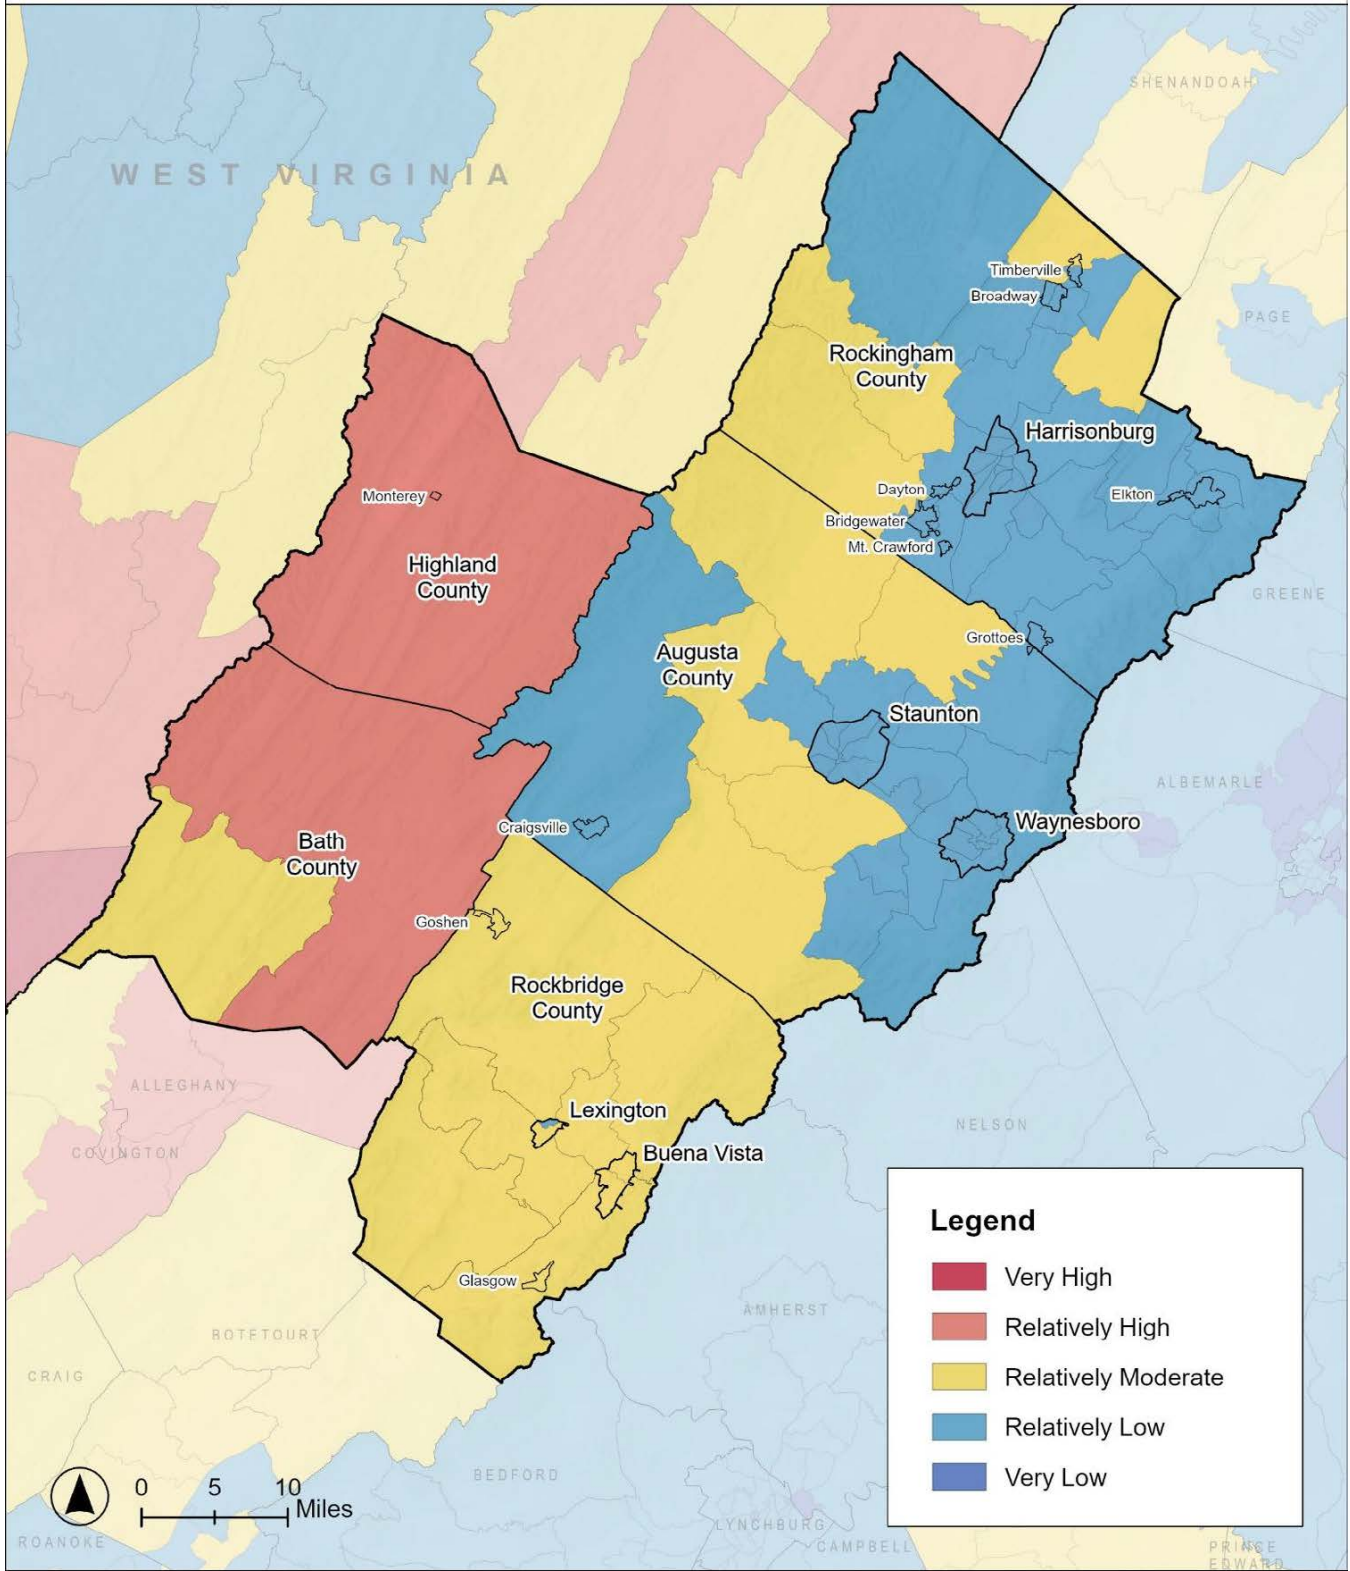 SHENANDOAH
WEST VIRGINIA
Timberville
Broadway
PAGE
Rockingham
County
Harrisonburg
Monterey
Dayton
Elkton
Bridgewater
Mt. Crawford
Highland
County
GREENE
Grottoes
Augusta
County
Staunton
ALBEMARLE
Craigsville
Waynesboro
Bath
County
Goshen
Rockbridge
County
ALLEGHANY
Lexington
NELSON
COVINGTON
Buena Vista
Glasgow
AMHERST
BOTETOURT
CRAIG
Legend
Very High
Relatively High
Relatively Moderate
Relatively Low
Very Low
BEDFORD
0 5 10
Miles
LYNCHBURG
ROANOKE
CAMPBELL
PRINCE
EDWARD